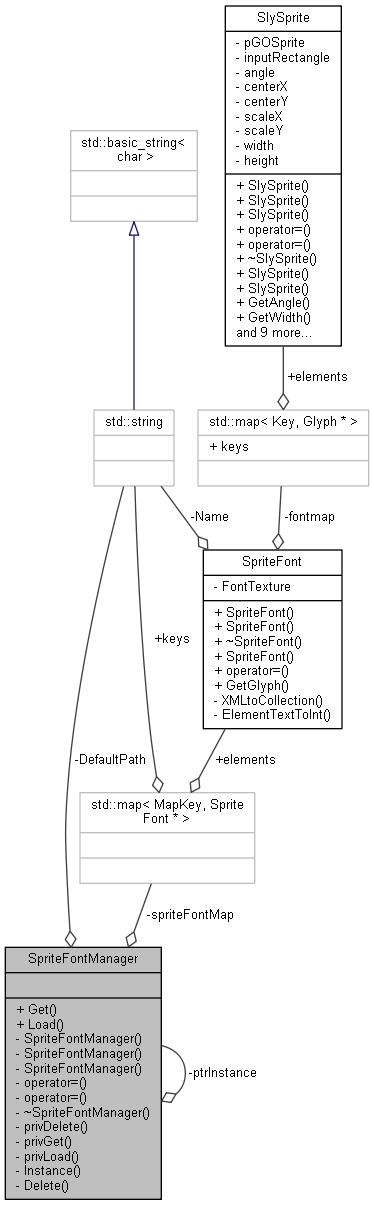 SlySprite
- pGOSprite
- inputRectangle
- angle
- centerX
- centerY
- scaleX
- scaleY
- width
- height
+ SlySprite()
+ SlySprite()
+ SlySprite()
+ operator=()
+ operator=()
+ ~SlySprite()
+ SlySprite()
+ SlySprite()
+ GetAngle()
+ GetWidth()
and 9 more...
std::basic_string<
char >
+elements
std::string
std::map< Key, Glyph * >
+ keys
-Name
-fontmap
SpriteFont
- FontTexture
+ SpriteFont()
+ SpriteFont()
+ ~SpriteFont()
+ SpriteFont()
+ operator=()
+ GetGlyph()
- XMLtoCollection()
- ElementTextToInt()
+keys
-DefaultPath
+elements
std::map< MapKey, Sprite
Font * >
-spriteFontMap
SpriteFontManager
+ Get()
+ Load()
- SpriteFontManager()
- SpriteFontManager()
- SpriteFontManager()
- operator=()
- operator=()
- ~SpriteFontManager()
- privDelete()
- privGet()
- privLoad()
- Instance()
- Delete()
-ptrInstance